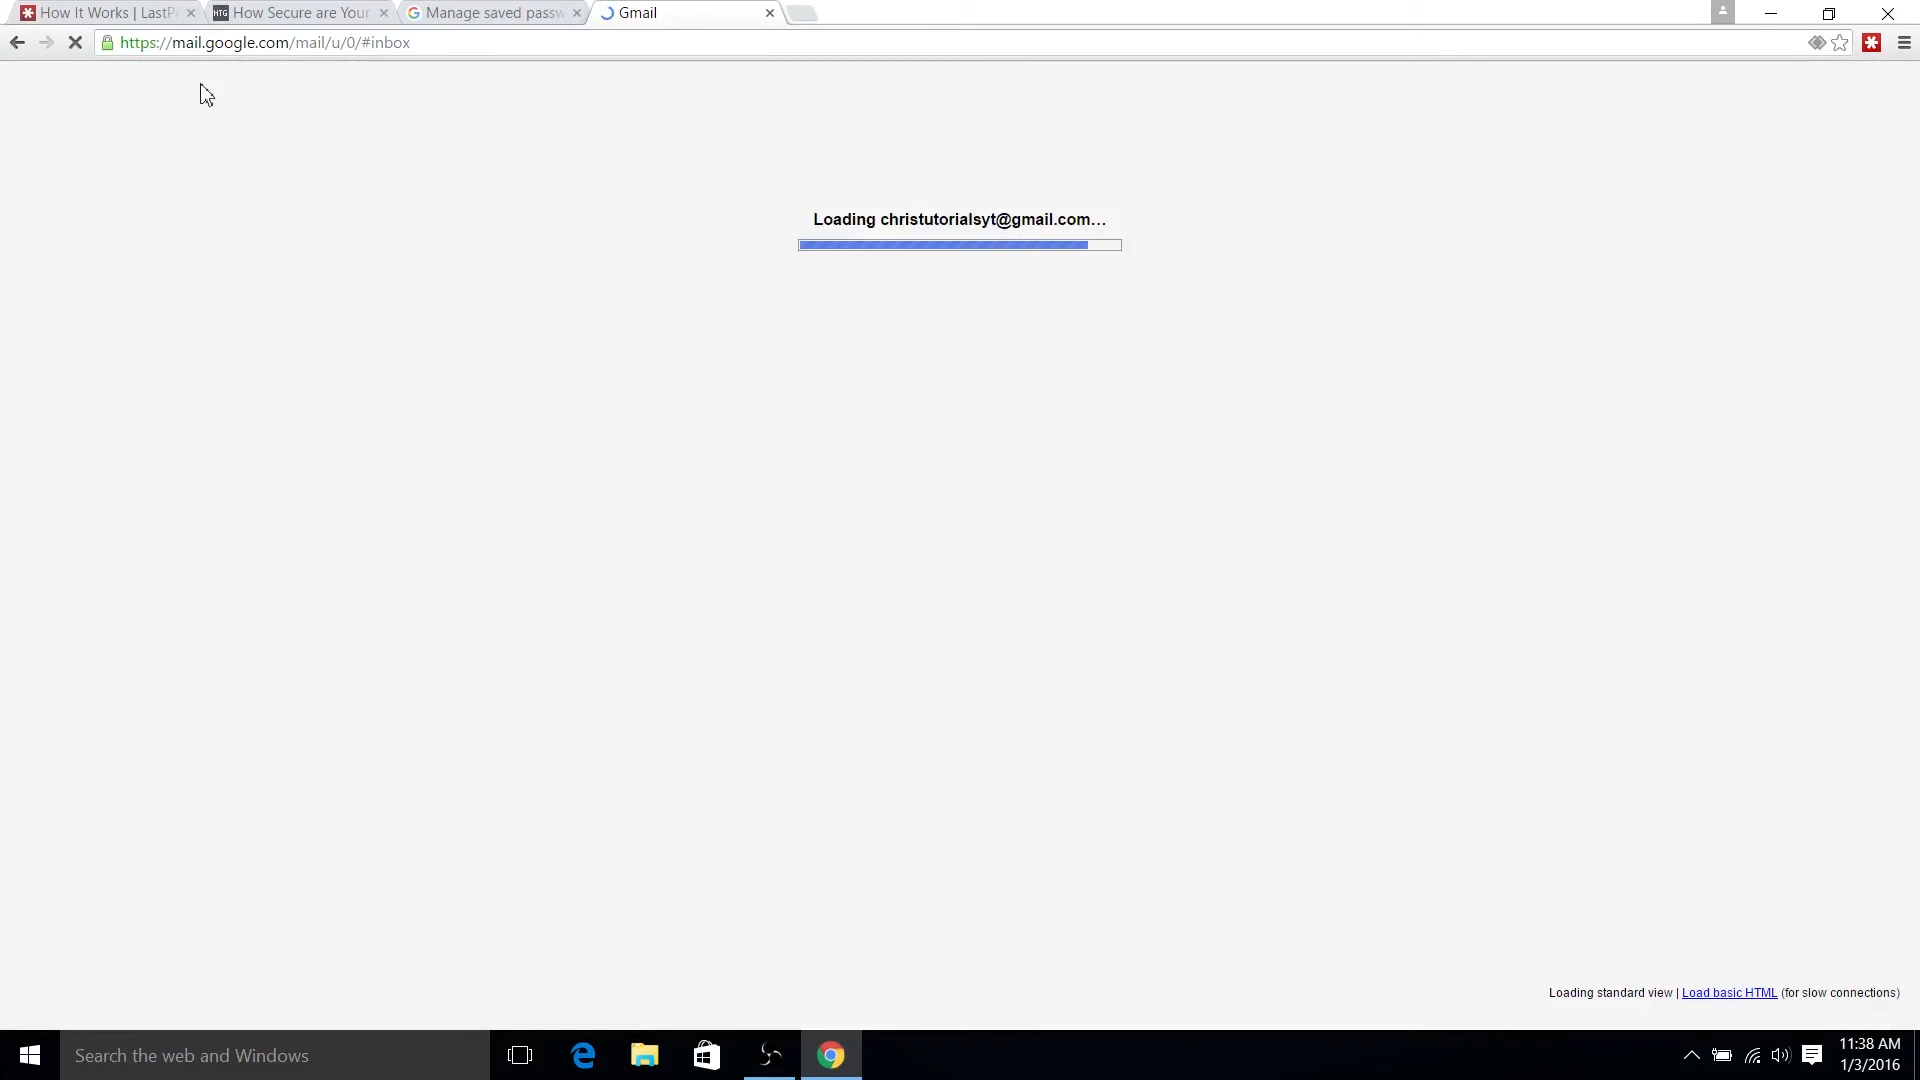 How It Works | LastPa
HTG How Secure are Your
Manage saved passw
Gmail
https://mail.google.com/mail/u/0/#inbox
Loading christutorialsyt@gmail.com…
Loading standard view | Load basic HTML (for slow connections)
Search the web and Windows
11:38 AM
1/3/2016